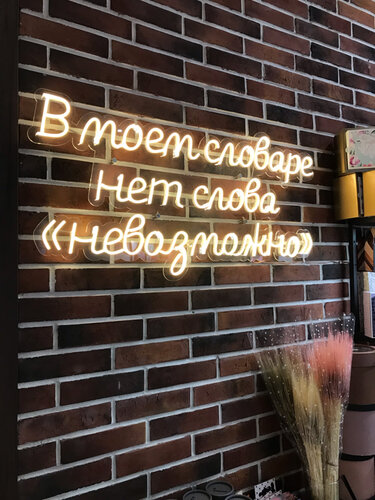 В моем словаре
нет слова
«невозможно»